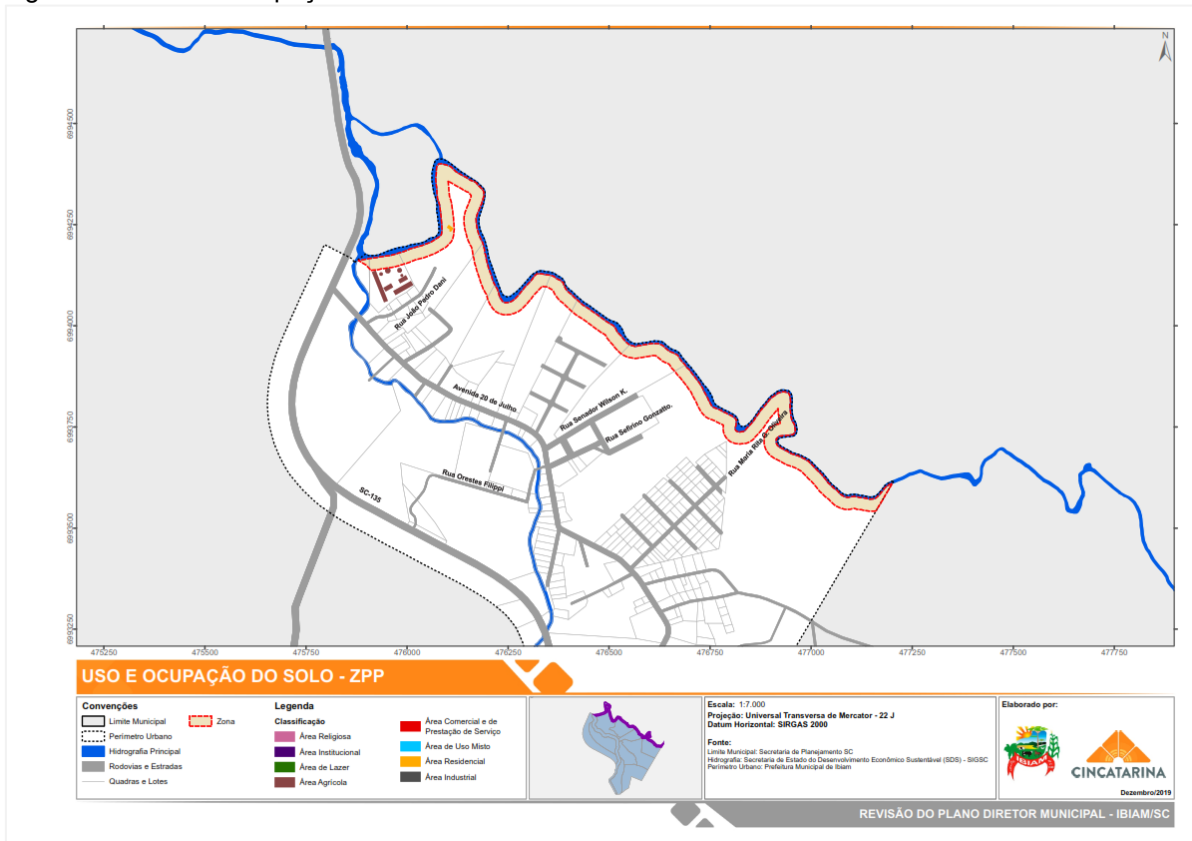 N
6994500
6994250
6994000
6993750
6993500
6993250
Rua João Pedro Dani
Avenida 20 de Julho
Rua Senador Wilson K.
Rua Sefirino Gonzatto.
Rua Orestes Filippi
SC-135
475250 475500 475750 476000 476250 476500 476750 477000 477250 477500 477750
USO E OCUPAÇÃO DO SOLO - ZPP
Convenções
Limite Municipal
Zona
Perímetro Urbano
Hidrografia Principal
Rodovias e Estradas
Quadras e Lotes
Legenda
Classificação
Área Religiosa
Área Institucional
Área de Lazer
Área Agrícola
Área Comercial e de
Prestação de Serviço
Área de Uso Misto
Área Residencial
Área Industrial
Escala: 1:7.000
Projeção: Universal Transversa de Mercator - 22 J
Datum Horizontal: SIRGAS 2000
Fonte:
Limite Municipal: Secretaria de Planejamento SC
Hidrografia: Secretaria de Estado do Desenvolvimento Econômico Sustentável (SDS) - SIGSC
Perímetro Urbano: Prefeitura Municipal de Ibiam
Elaborado por:
CINCATARINA
Dezembro/2019
REVISÃO DO PLANO DIRETOR MUNICIPAL - IBIAM/SC